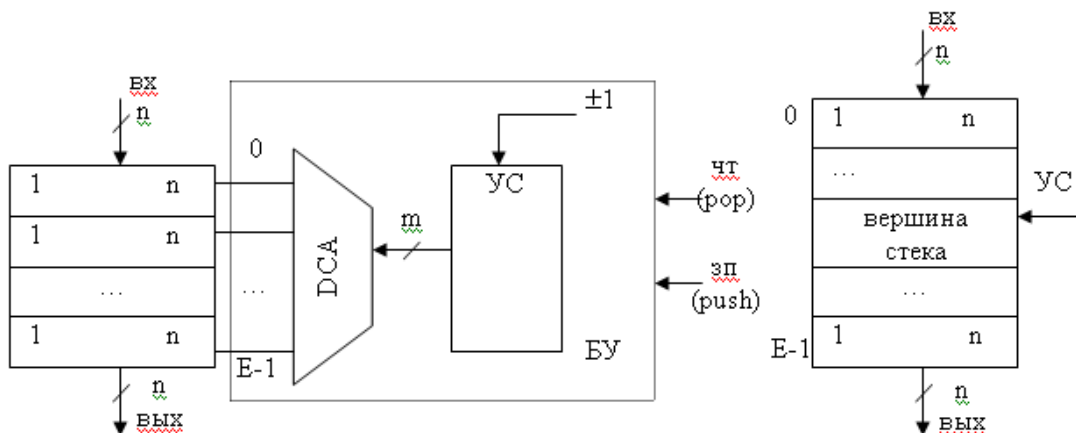 вх
n
1 n
1 n
...
1 n
n
вых
0
...
E-1
DCA
m
УС
±1
БУ
чт
(pop)
зп
(push)
вх
n
0
1 n
...
вершина
стека
...
E-1
1 n
УС
n
вых